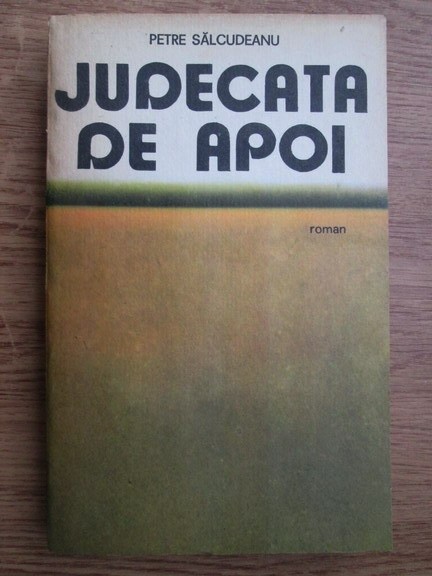 PETRE SĂLCUDEANU
JUDECATA
DE APOI
roman